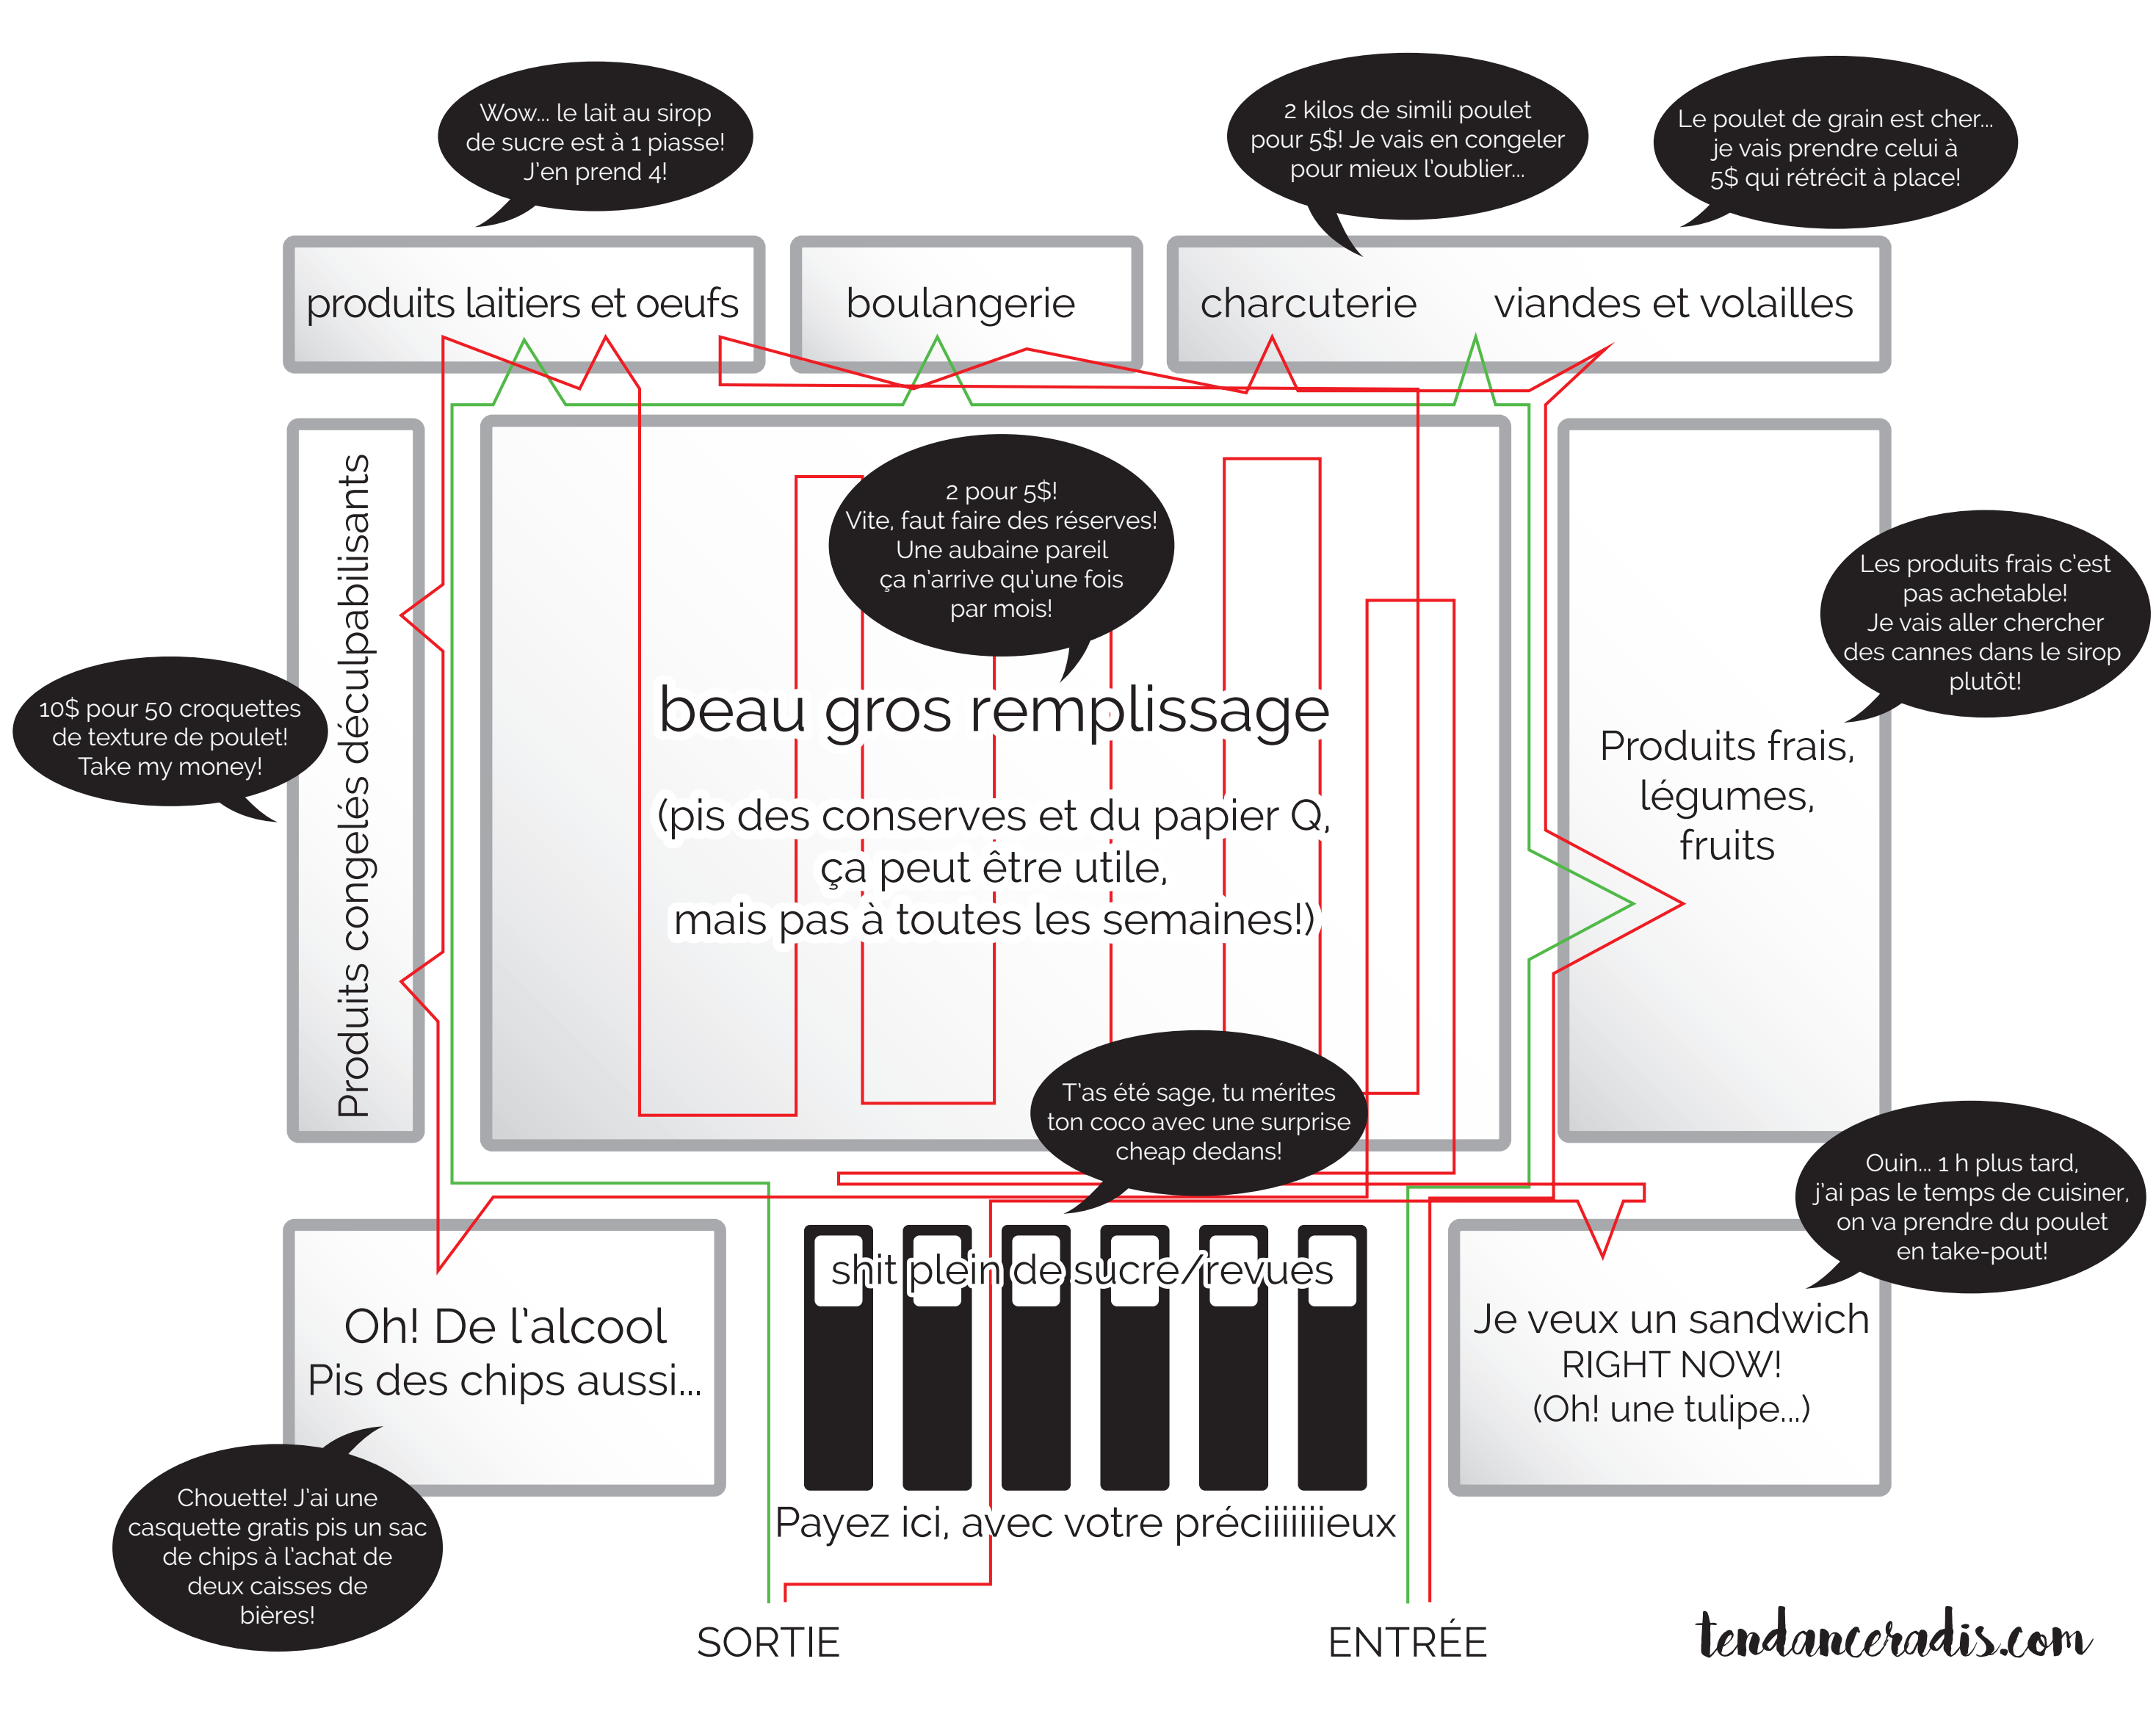 Wow... le lait au sirop
de sucre est à 1 piasse!
J'en prend 4!
2 kilos de simili poulet
pour 5$! Je vais en congeler
pour mieux l'oublier...
Le poulet de grain est cher...
je vais prendre celui à
5$ qui rétrécit à place!
produits laitiers et oeufs
boulangerie
charcuterie
viandes et volailles
Produits congelés déculpabilisants
2 pour 5$!
Vite, faut faire des réserves!
Une aubaine pareil
ça n'arrive qu'une fois
par mois!
Les produits frais c'est
pas achetable!
Je vais aller chercher
des cannes dans le sirop
plutôt!
10$ pour 50 croquettes
de texture de poulet!
Take my money!
beau gros remplissage
(pis des conserves et du papier Q,
ça peut être utile,
mais pas à toutes les semaines!)
Produits frais,
légumes,
fruits
T'as été sage, tu mérites
ton coco avec une surprise
cheap dedans!
Ouin... 1 h plus tard,
j'ai pas le temps de cuisiner,
on va prendre du poulet
en take-pout!
shit plein de sucre/revues
Oh! De l'alcool
Pis des chips aussi...
Je veux un sandwich
RIGHT NOW!
(Oh! une tulipe...)
Chouette! J'ai une
casquette gratis pis un sac
de chips à l'achat de
deux caisses de
bières!
Payez ici, avec votre préciiiiiiiieux
SORTIE
ENTRÉE
tendanceradis.com